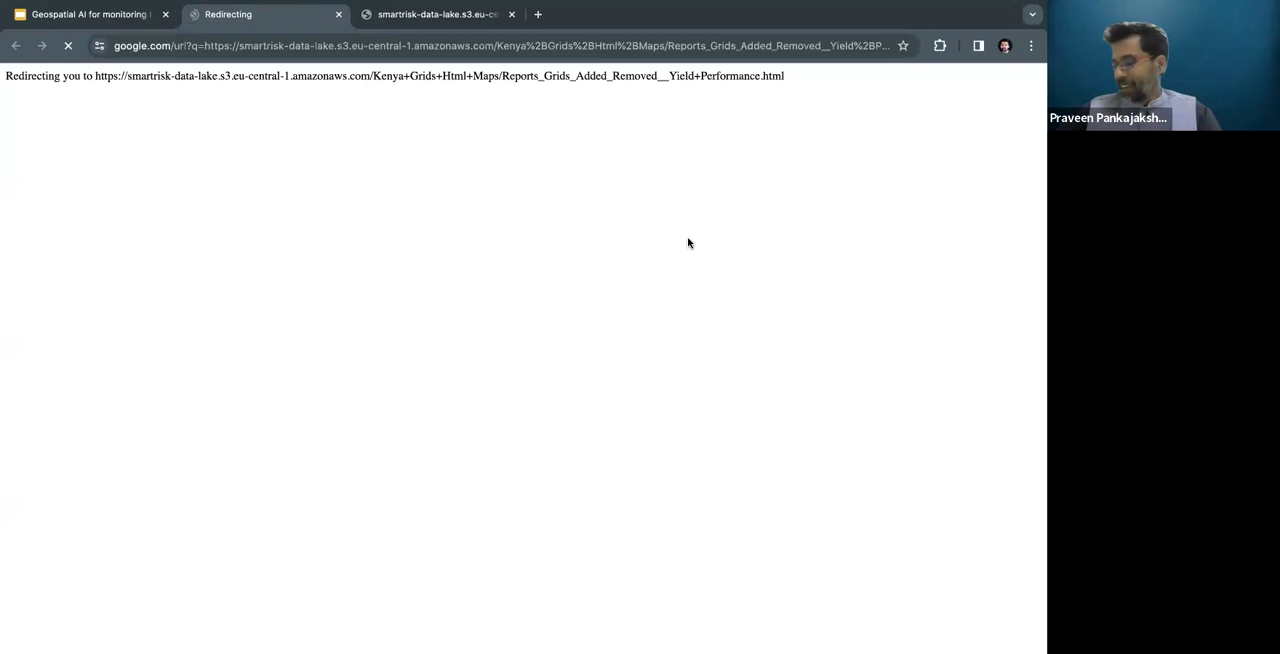 Geospatial AI for monitoring
Redirecting
smartrisk-data-lake.s3.eu-ce
google.com/url?q=https://smartrisk-data-lake.s3.eu-central-1.amazonaws.com/Kenya%2BGrids%2BHtml%2BMaps/Reports_Grids_Added_Removed__Yield%2BP...
Redirecting you to https://smartrisk-data-lake.s3.eu-central-1.amazonaws.com/Kenya+Grids+Html+Maps/Reports_Grids_Added_Removed__Yield+Performance.html
Praveen Pankajaksh...